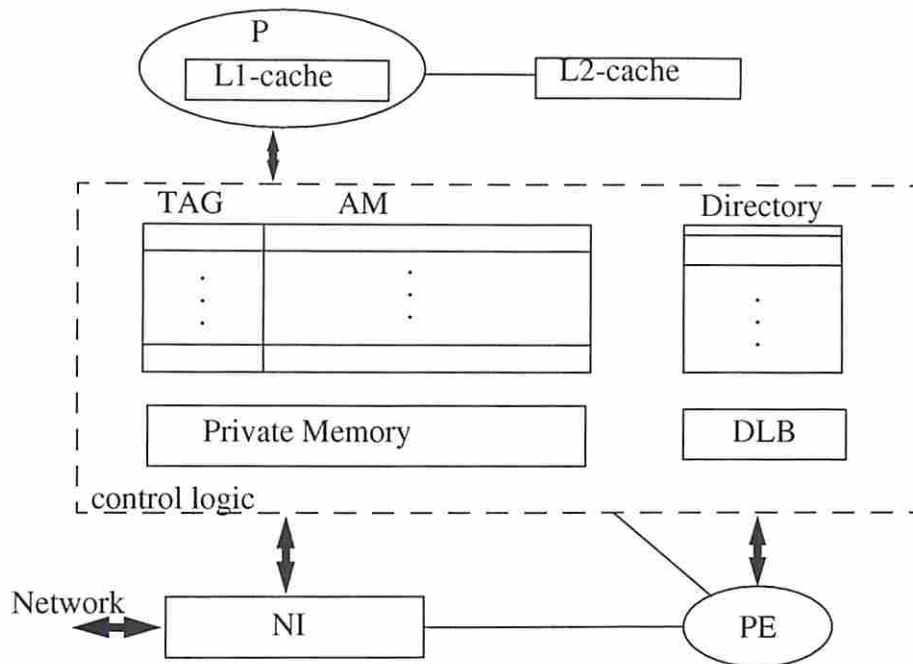 P
L1-cache
L2-cache
TAG
AM
Directory
Private Memory
DLB
control logic
Network
NI
PE